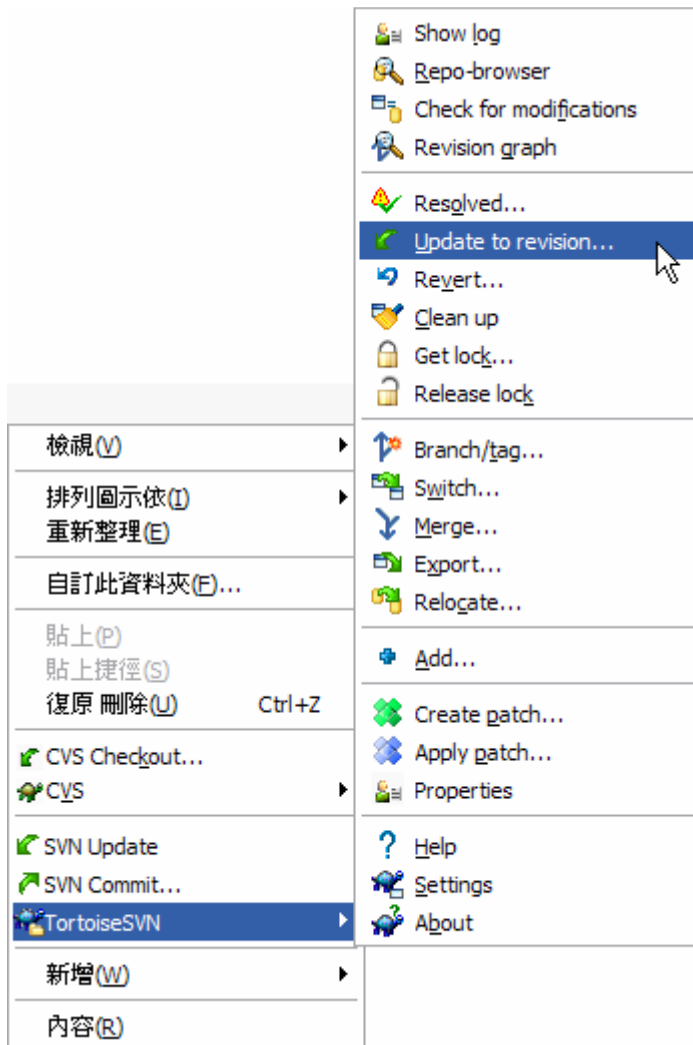 Show log
Repo-browser
Check for modifications
Revision graph
Resolved...
Update to revision...
Revert...
Clean up
Get lock...
Release lock
Branch/tag...
Switch...
Merge...
Export...
Relocate...
Add...
Create patch...
Apply patch...
Properties
Help
Settings
About
檢視(V)
排列圖示依(I)
重新整理(E)
自訂此資料夾(F)...
貼上(P)
貼上捷徑(S)
復原 刪除(U) Ctrl+Z
CVS Checkout...
CVS
SVN Update
SVN Commit...
TortoiseSVN
新增(W)
內容(R)